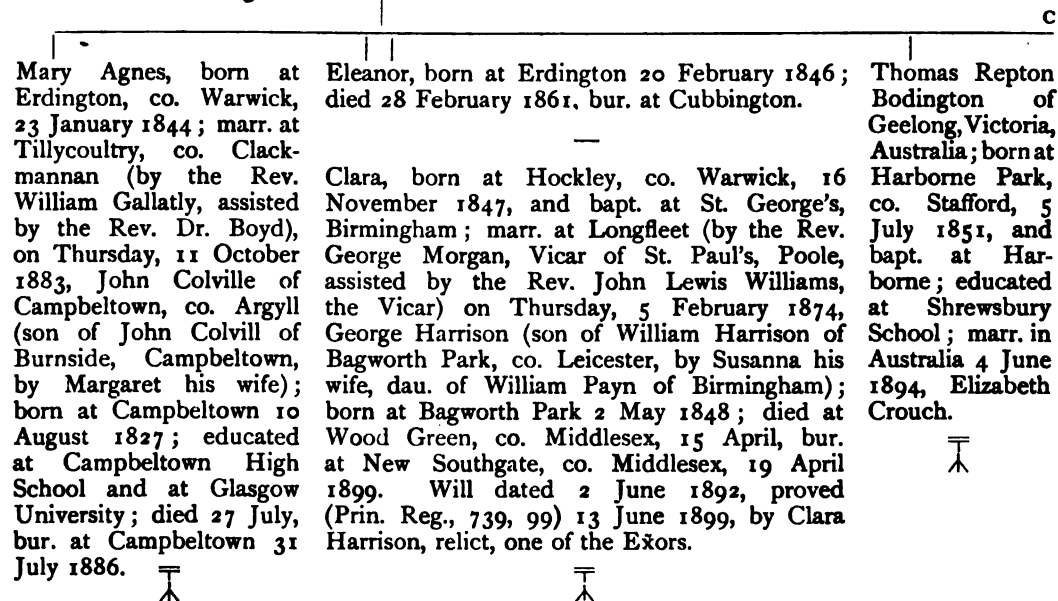 C
Mary Agnes, born at
Erdington, co. Warwick,
23 January 1844; marr. at
Tillycoultry, co. Clack-
mannan (by the Rev.
William Gallatly, assisted
by the Rev. Dr. Boyd),
on Thursday, 11 October
1883, John Colville of
Campbeltown, co. Argyll
(son of John Colvill of
Burnside, Campbeltown,
by Margaret his wife);
born at Campbeltown 10
August 1827; educated
at Campbeltown High
School and at Glasgow
University; died 27 July,
bur. at Campbeltown 31
July 1886.
Eleanor, born at Erdington 20 February 1846;
died 28 February 1861, bur. at Cubbington.
Clara, born at Hockley, co. Warwick, 16
November 1847, and bapt. at St. George's,
Birmingham; marr. at Longfleet (by the Rev.
George Morgan, Vicar of St. Paul's, Poole,
assisted by the Rev. John Lewis Williams,
the Vicar) on Thursday, 5 February 1874,
George Harrison (son of William Harrison of
Bagworth Park, co. Leicester, by Susanna his
wife, dau. of William Payn of Birmingham);
born at Bagworth Park 2 May 1848; died at
Wood Green, co. Middlesex, 15 April, bur.
at New Southgate, co. Middlesex, 19 April
1899. Will dated 2 June 1892, proved
(Prin. Reg., 739, 99) 13 June 1899, by Clara
Harrison, relict, one of the Ex̃ors.
Thomas Repton
Bodington of
Geelong, Victoria,
Australia; born at
Harborne Park,
co. Stafford, 5
July 1851, and
bapt. at Har-
borne; educated
at Shrewsbury
School; marr. in
Australia 4 June
1894, Elizabeth
Crouch.